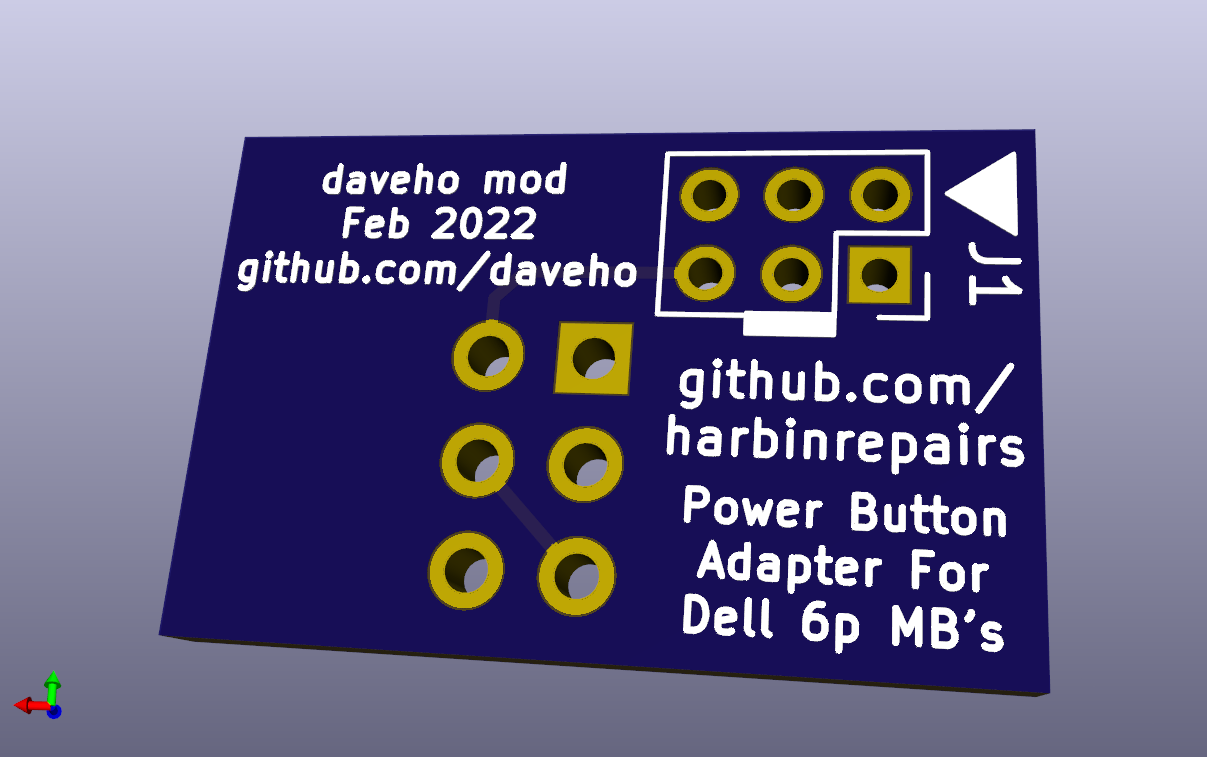 daveho mod
Feb 2022
github.com/daveho
J1
github.com/
harbinrepairs
Power Button
Adapter For
Dell 6p MB's